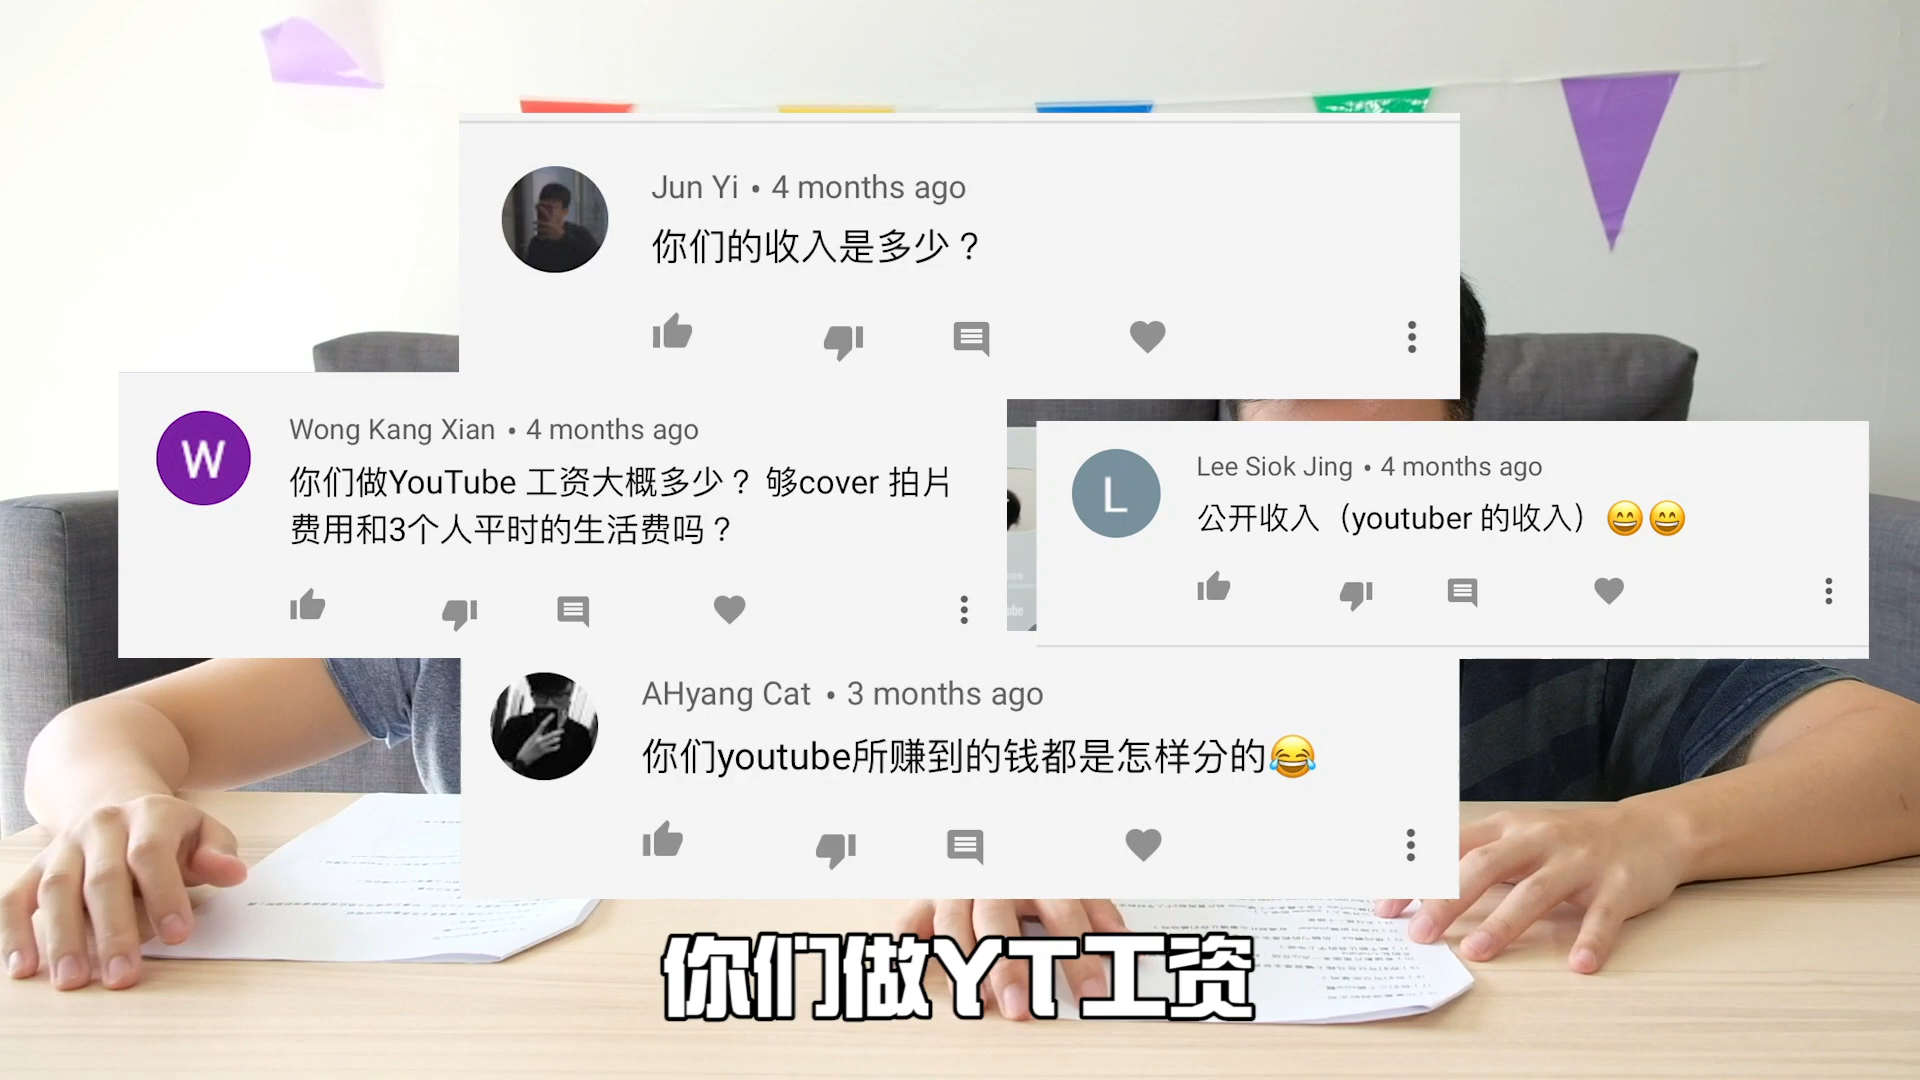 Jun Yi • 4 months ago
你们的收入是多少？
Wong Kang Xian • 4 months ago
你们做YouTube 工资大概多少？ 够cover 拍片
费用和3个人平时的生活费吗？
Lee Siok Jing • 4 months ago
公开收入（youtuber 的收入）😄😄
AHyang Cat • 3 months ago
你们youtube所赚到的钱都是怎样分的😂
你们做YT工资